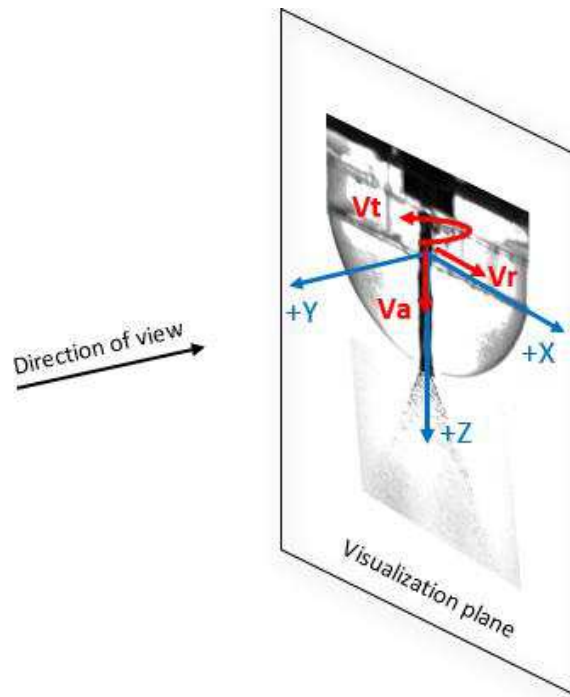 Vt
Vr
+Y
Va
+X
Direction of view
+Z
Visualization plane